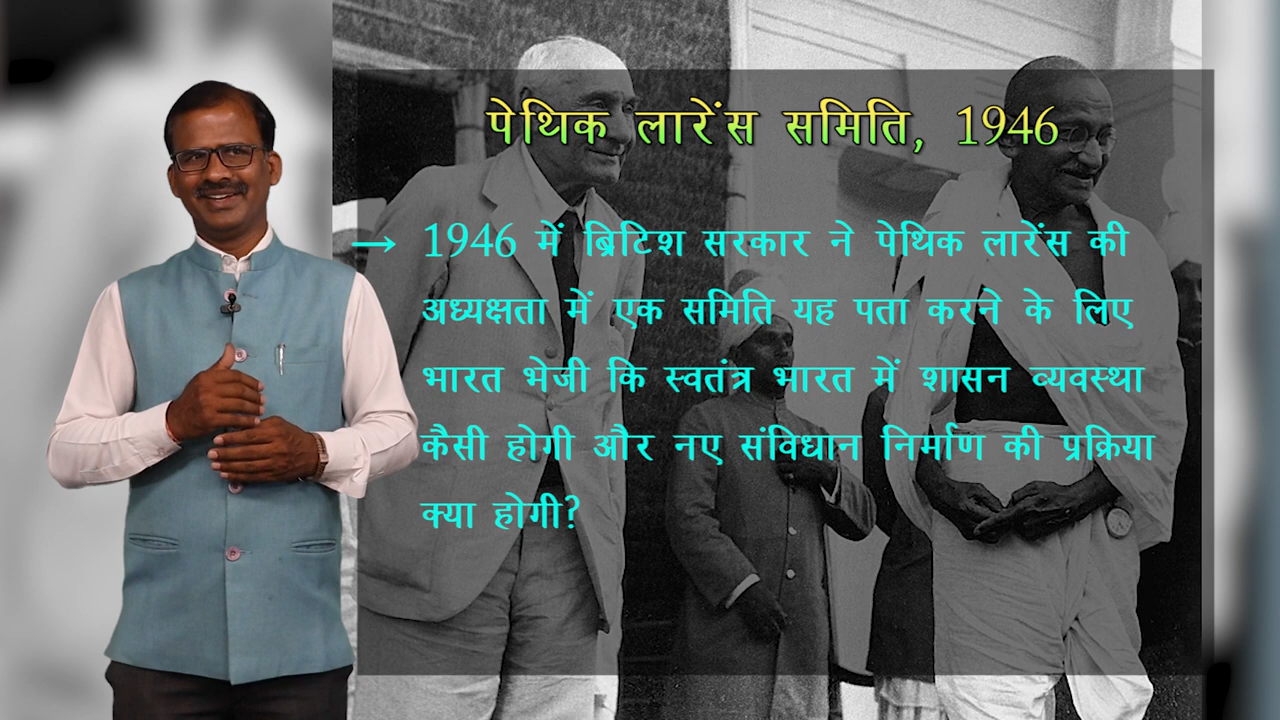 पेथिक लारेंस समिति, 1946
→ 1946 में ब्रिटिश सरकार ने पेथिक लारेंस की
अध्यक्षता में एक समिति यह पता करने के लिए
भारत भेजी कि स्वतंत्र भारत में शासन व्यवस्था
कैसी होगी और नए संविधान निर्माण की प्रक्रिया
क्या होगी?